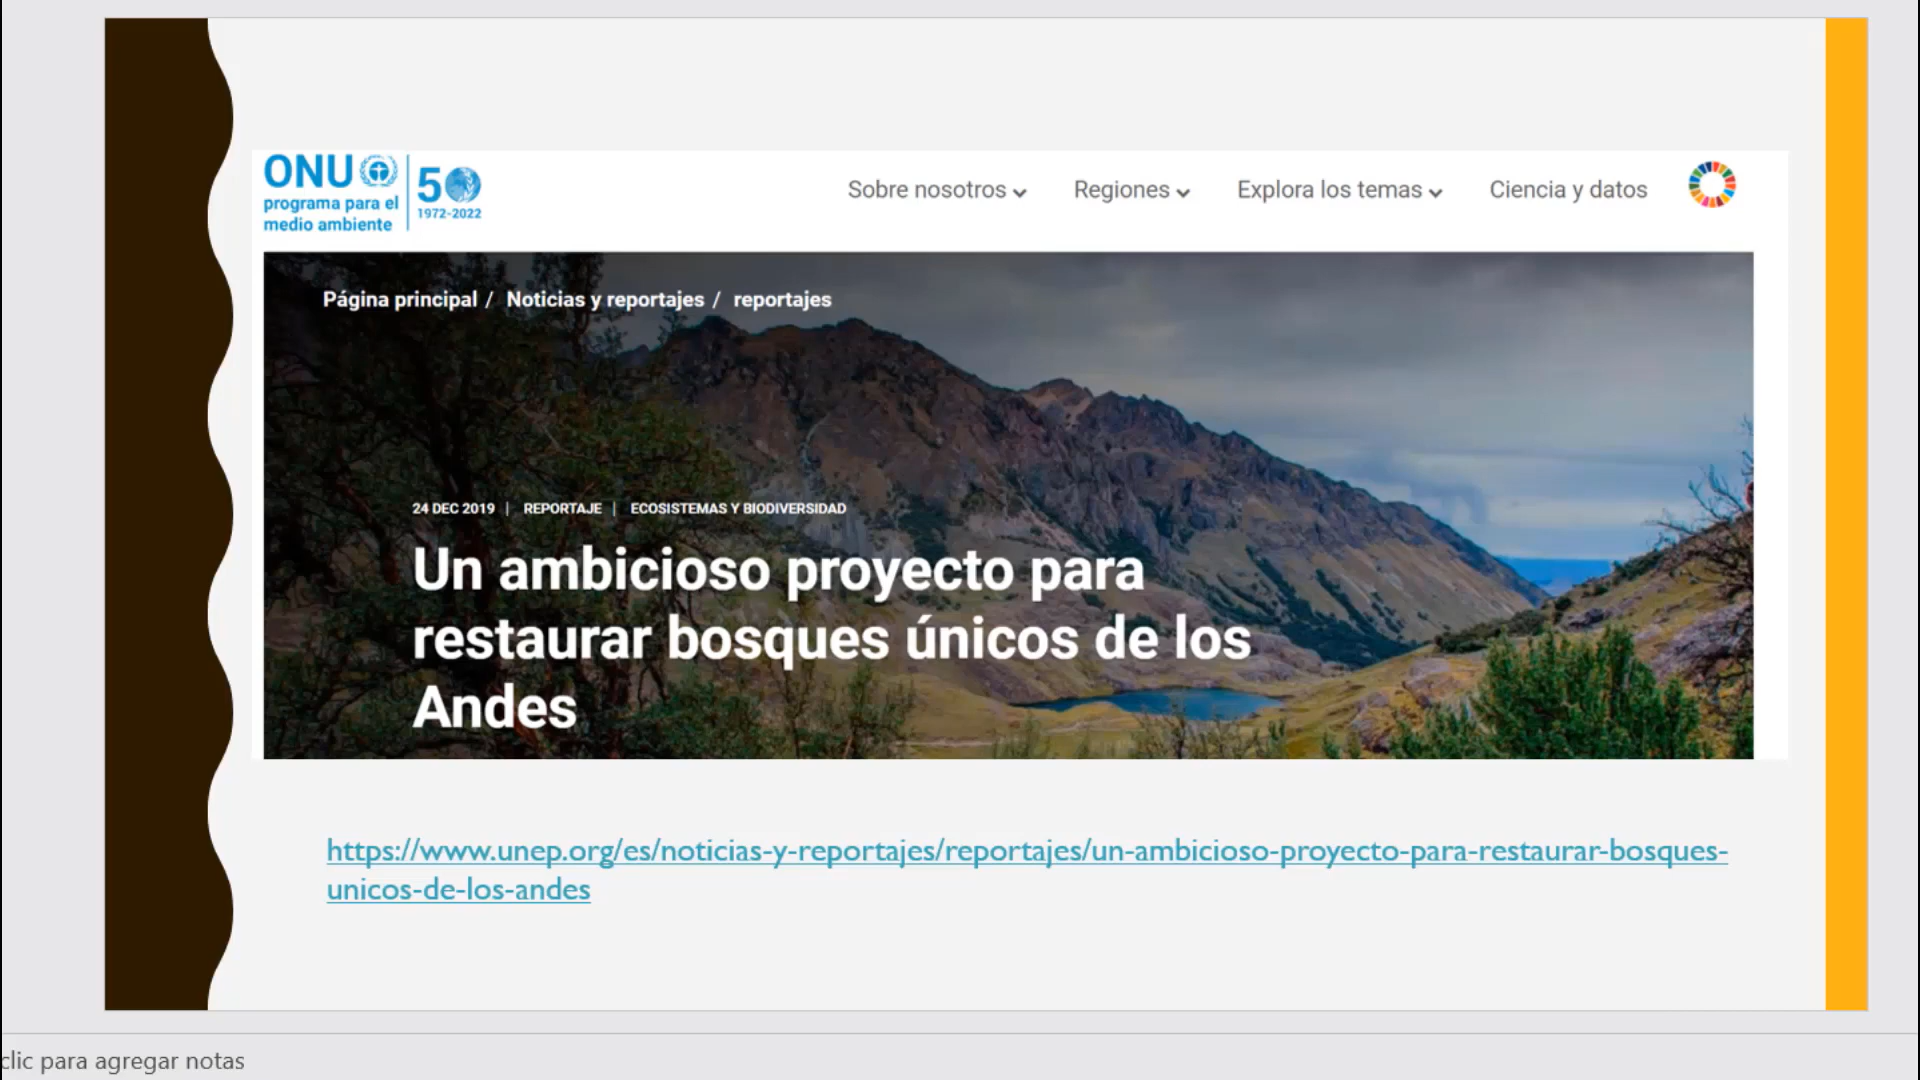 ONU
programa para el
medio ambiente
50
1972-2022
Sobre nosotros
Regiones
Explora los temas
Ciencia y datos
Página principal / Noticias y reportajes / reportajes
24 DEC 2019 | REPORTAJE | ECOSISTEMAS Y BIODIVERSIDAD
Un ambicioso proyecto para
restaurar bosques únicos de los
Andes
https://www.unep.org/es/noticias-y-reportajes/reportajes/un-ambicioso-proyecto-para-restaurar-bosques-
unicos-de-los-andes
clic para agregar notas